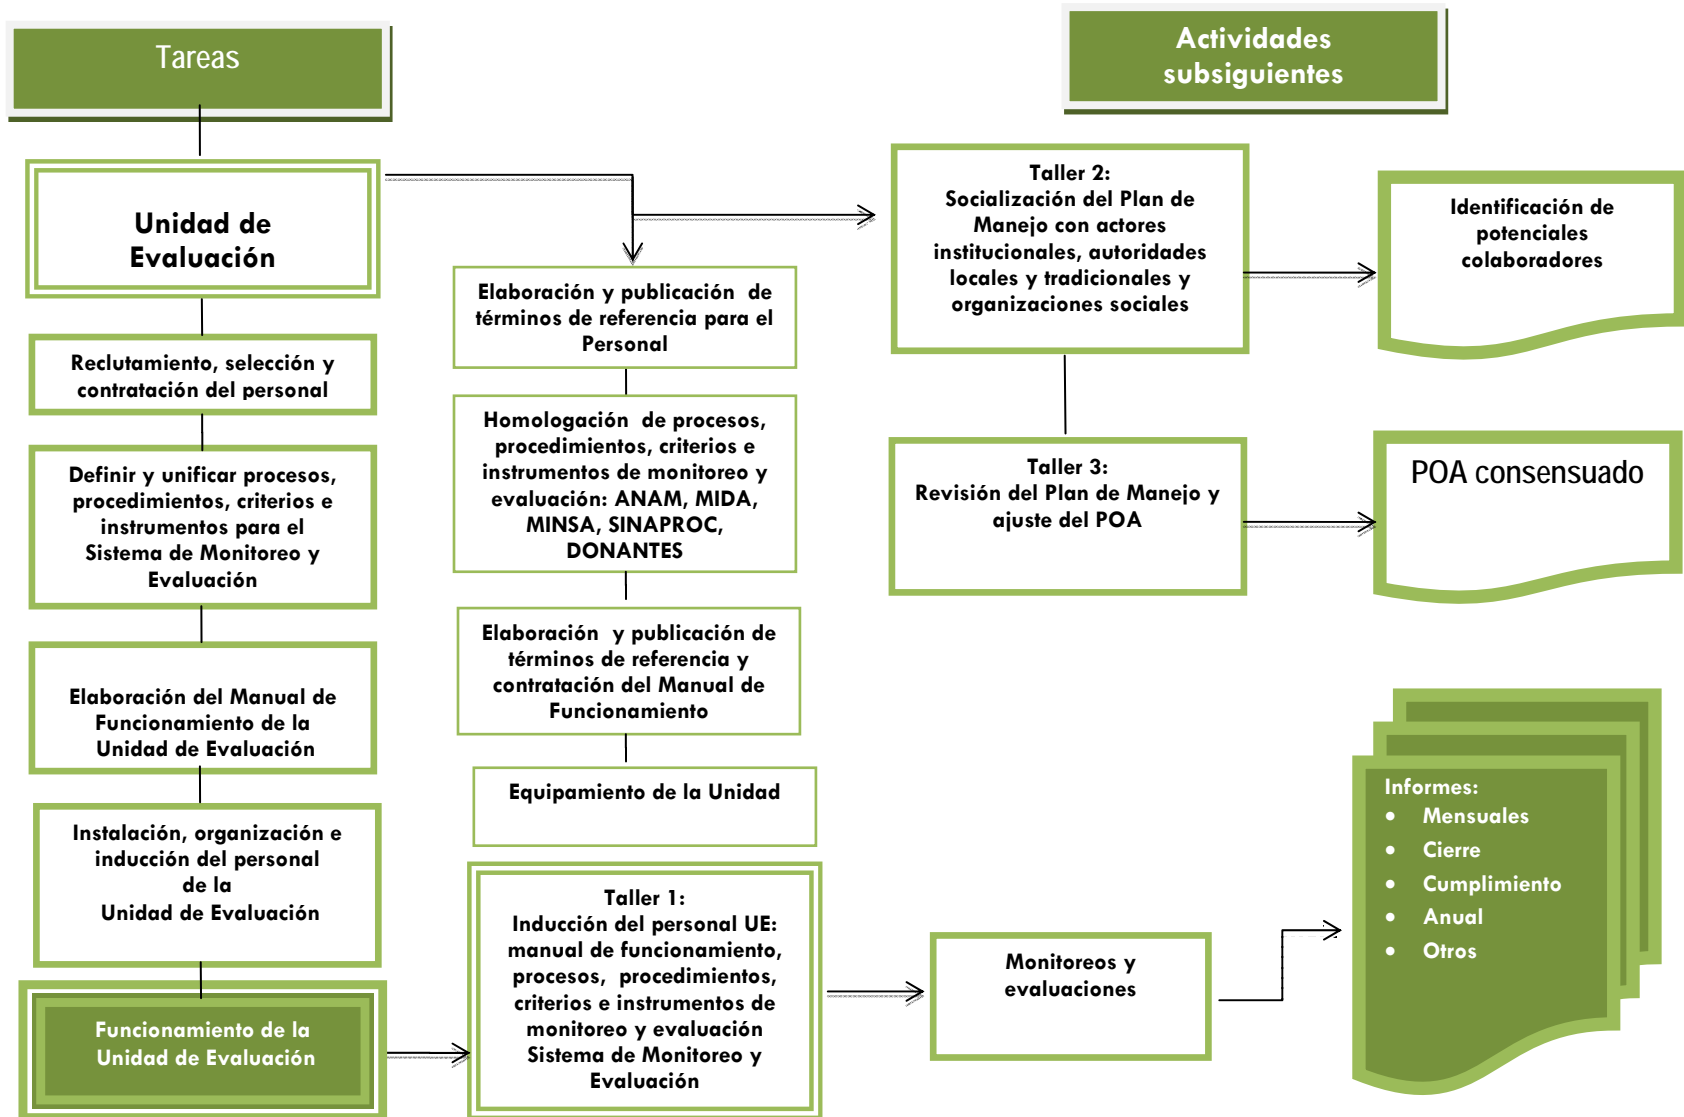 Tareas
Actividades
subsiguientes
Unidad de
Evaluación
Reclutamiento, selección y
contratación del personal
Definir y unificar procesos,
procedimientos, criterios e
instrumentos para el
Sistema de Monitoreo y
Evaluación
Elaboración del Manual de
Funcionamiento de la
Unidad de Evaluación
Instalación, organización e
inducción del personal
de la
Unidad de Evaluación
Funcionamiento de la
Unidad de Evaluación
Elaboración y publicación de
términos de referencia para el
Personal
Homologación de procesos,
procedimientos, criterios e
instrumentos de monitoreo y
evaluación: ANAM, MIDA,
MINSA, SINAPROC,
DONANTES
Elaboración y publicación de
términos de referencia y
contratación del Manual de
Funcionamiento
Equipamiento de la Unidad
Taller 1:
Inducción del personal UE:
manual de funcionamiento,
procesos, procedimientos,
criterios e instrumentos de
monitoreo y evaluación
Sistema de Monitoreo y
Evaluación
Taller 2:
Socialización del Plan de
Manejo con actores
institucionales, autoridades
locales y tradicionales y
organizaciones sociales
Taller 3:
Revisión del Plan de Manejo y
ajuste del POA
Monitoreos y
evaluaciones
Identificación de
potenciales
colaboradores
POA consensuado
Informes:
• Mensuales
• Cierre
• Cumplimiento
• Anual
• Otros